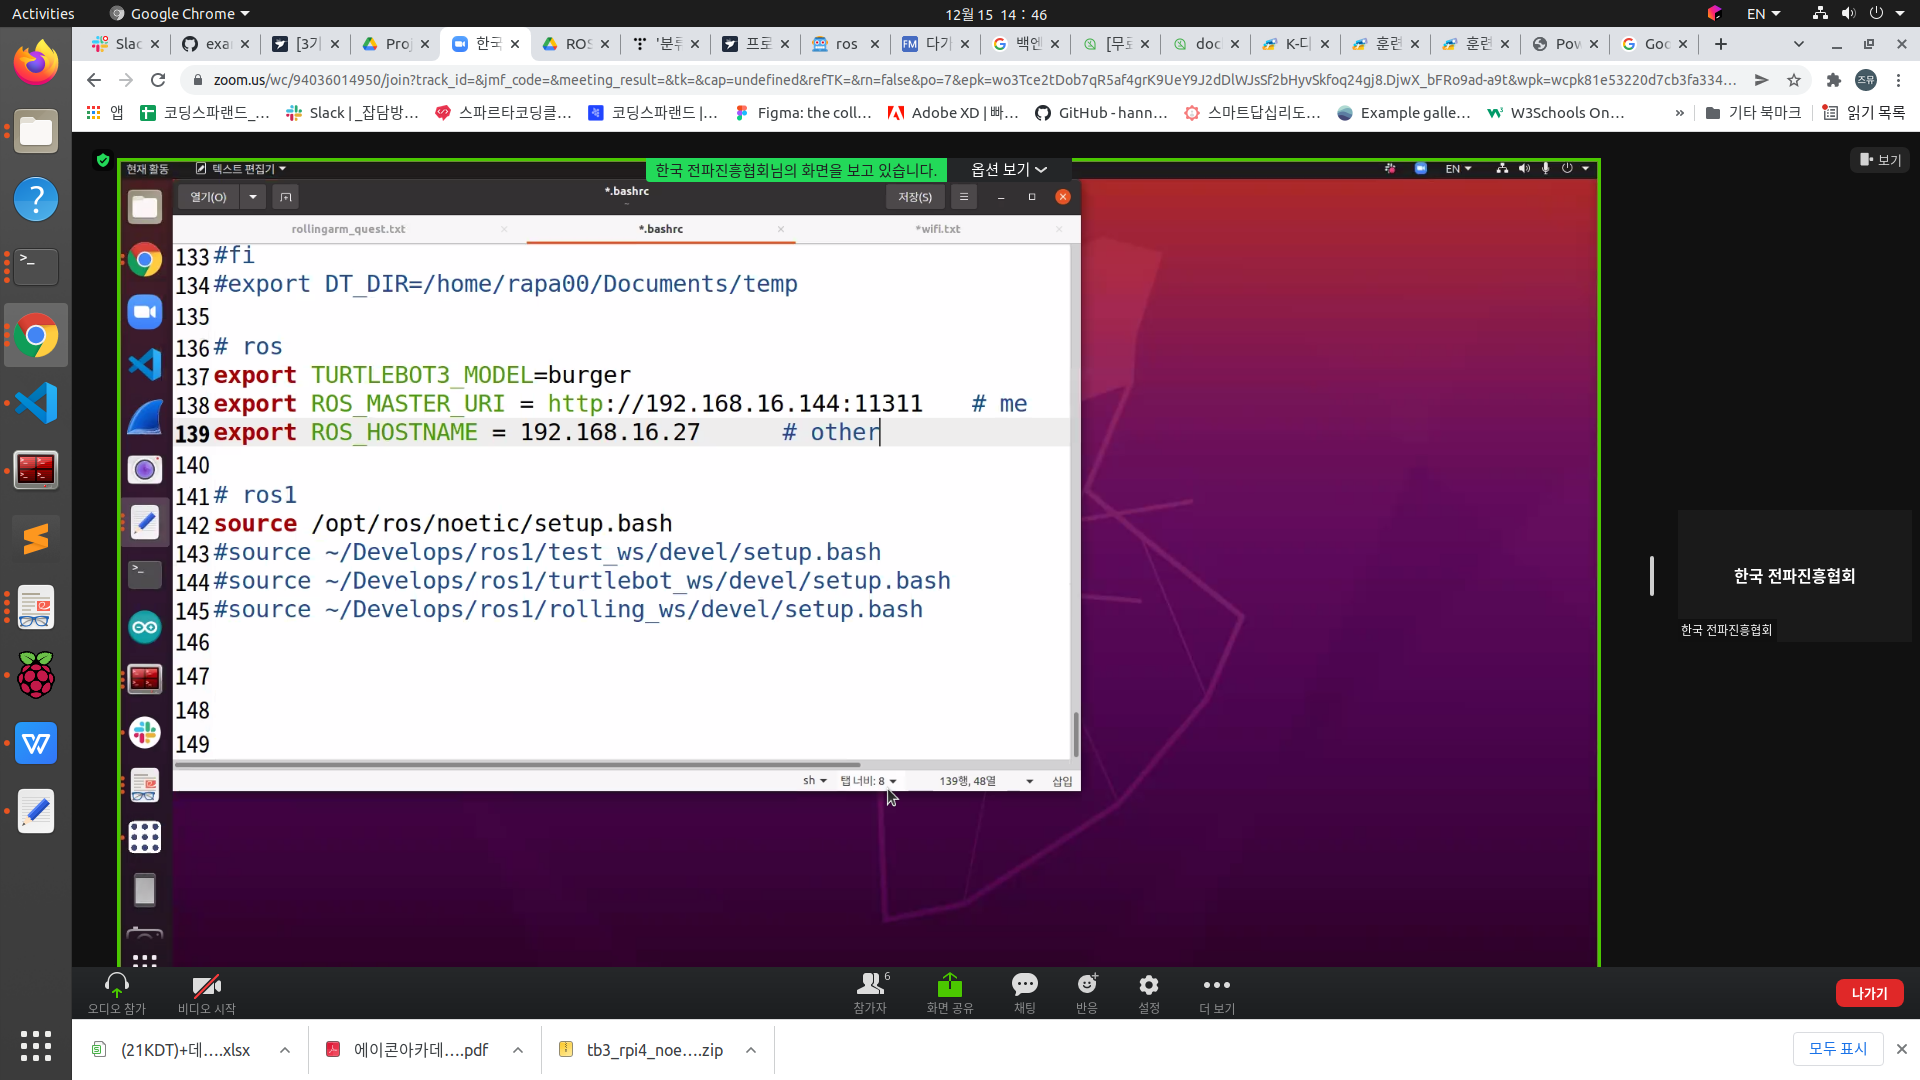 Activities
Google Chrome
12월 15 14 : 46
EN
Slac
exa
[3기
Proj
한국
ROS
'분류
프로
ros
다기
백엔
[무료
doc
K-디
훈련
훈련
Pow
Goo
zoom.us/wc/94036014950/join?track_id=&jmf_code=&meeting_result=&tk=&cap=undefined&refTK=&rn=false&po=7&epk=wo3Tce2tDob7qR5af4grK9UeY9J2dDlWJsSf2bHyvSkfoq24gj8.DjwX_bFRo9ad-a9t&wpk=wcpk81e53220d7cb3fa334...
즈뮤
앱
코딩스파랜드_...
Slack | _잡담방...
스파르타코딩클...
코딩스파랜드 |...
Figma: the coll...
Adobe XD | 빠...
GitHub - hann...
스마트답십리도...
Example galle...
W3Schools On...
»
기타 북마크
읽기 목록
현재 활동
텍스트 편집기
한국 전파진흥협회님의 화면을 보고 있습니다.
옵션 보기
EN
보기
열기(O)
*.bashrc
~
저장(S)
rollingarm_quest.txt
*.bashrc
*wifi.txt
133 #fi
134 #export DT_DIR=/home/rapa00/Documents/temp
135
136 # ros
137 export TURTLEBOT3_MODEL=burger
138 export ROS_MASTER_URI = http://192.168.16.144:11311 # me
139 export ROS_HOSTNAME = 192.168.16.27 # other
140
141 # ros1
142 source /opt/ros/noetic/setup.bash
143 #source ~/Develops/ros1/test_ws/devel/setup.bash
144 #source ~/Develops/ros1/turtlebot_ws/devel/setup.bash
145 #source ~/Develops/ros1/rolling_ws/devel/setup.bash
146
147
148
149
sh
탭 너비: 8
139행, 48열
삽입
한국 전파진흥협회
한국 전파진흥협회
오디오 참가
비디오 시작
6
참가자
화면 공유
채팅
반응
설정
더 보기
나가기
(21KDT)+데....xlsx
에이콘아카데....pdf
tb3_rpi4_noe....zip
모두 표시